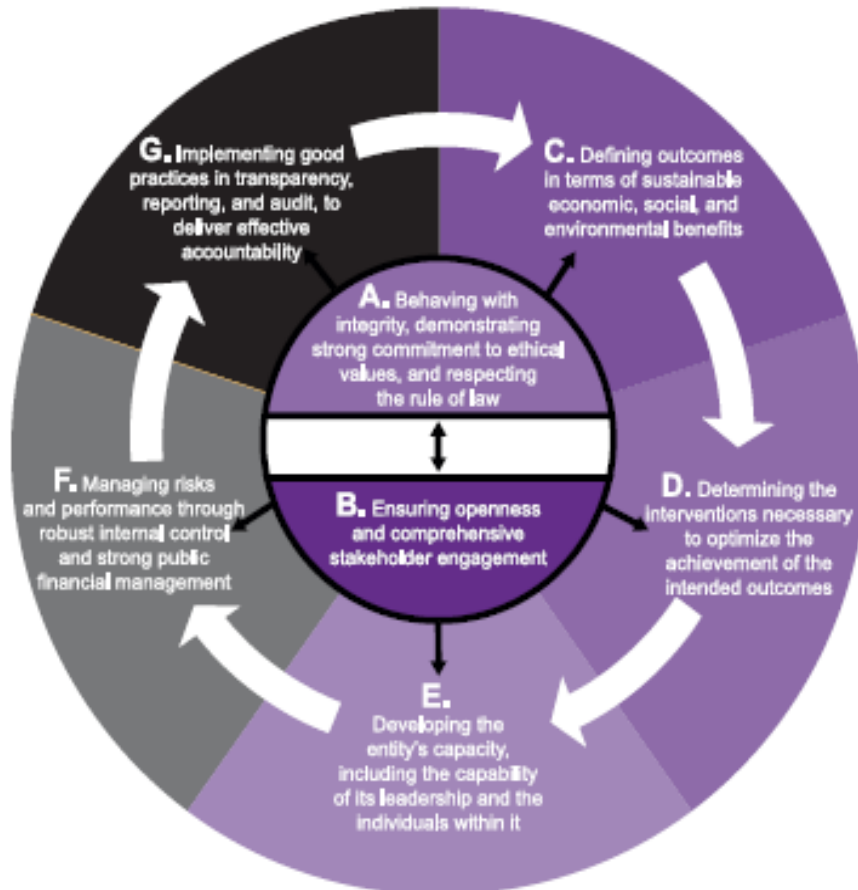 A. Behaving with
integrity, demonstrating
strong commitment to ethical
values, and respecting
the rule of law
B. Ensuring openness
and comprehensive
stakeholder engagement
C. Defining outcomes
in terms of sustainable
economic, social, and
environmental benefits
D. Determining the
interventions necessary
to optimize the
achievement of the
intended outcomes
E.
Developing the
entity's capacity,
including the capability
of its leadership and the
individuals within it
F. Managing risks
and performance through
robust internal control
and strong public
financial management
G. Implementing good
practices in transparency,
reporting, and audit, to
deliver effective
accountability